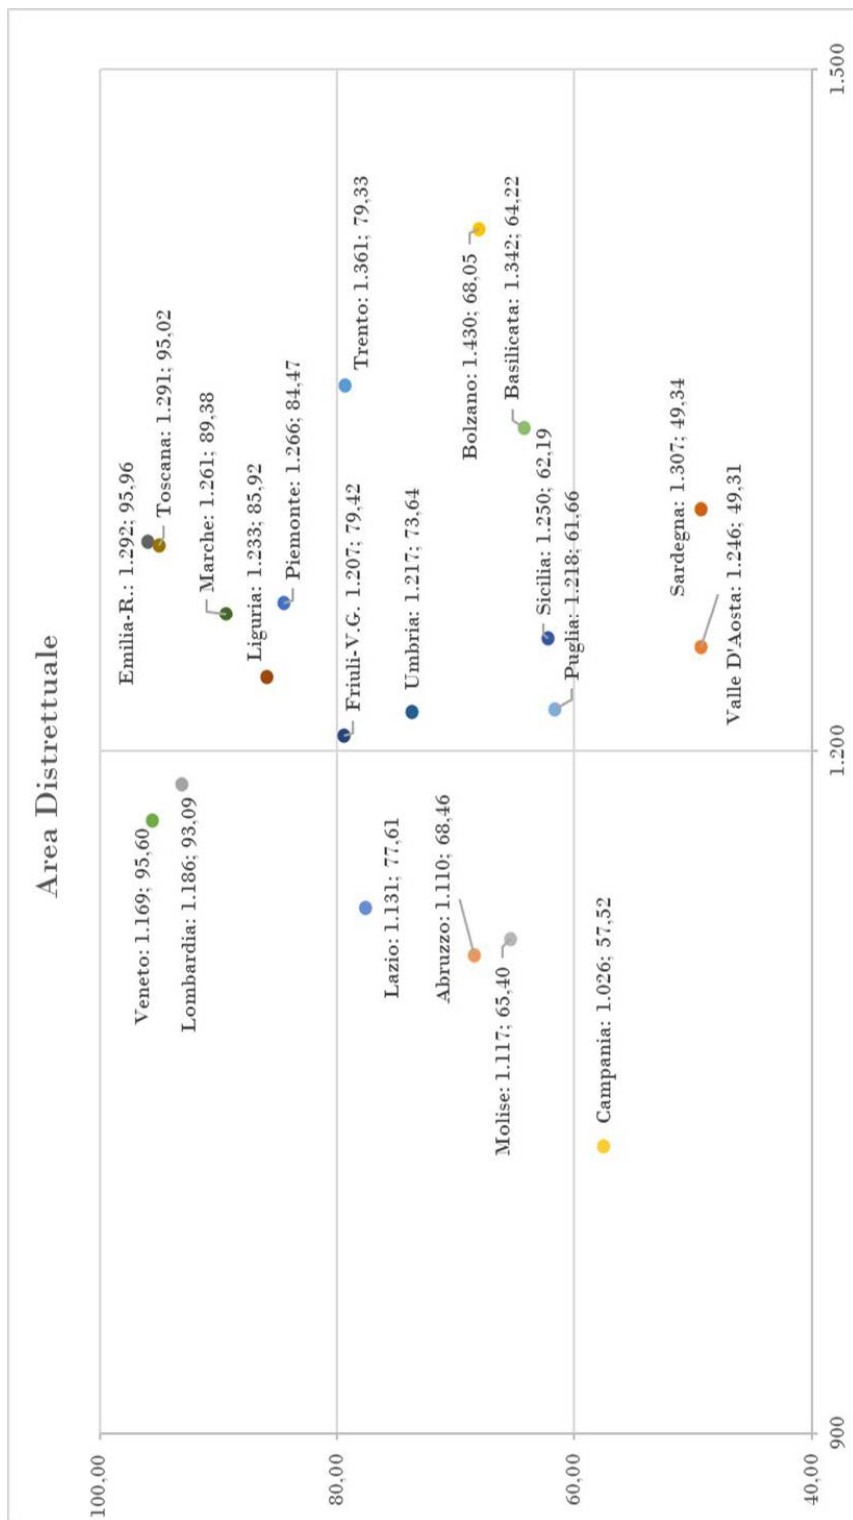 Area Distrettuale
100,00
80,00
60,00
40,00
900
1.200
1.500
Veneto: 1.169; 95,60
Lombardia: 1.186; 93,09
Emilia-R.: 1.292; 95,96
Toscana: 1.291; 95,02
Marche: 1.261; 89,38
Liguria: 1.233; 85,92
Piemonte: 1.266; 84,47
Friuli-V.G. 1.207; 79,42
Trento: 1.361; 79,33
Lazio: 1.131; 77,61
Umbria: 1.217; 73,64
Abruzzo: 1.110; 68,46
Bolzano: 1.430; 68,05
Molise: 1.117; 65,40
Basilicata: 1.342; 64,22
Sicilia: 1.250; 62,19
Puglia: 1.218; 61,66
Campania: 1.026; 57,52
Sardegna: 1.307; 49,34
Valle D'Aosta: 1.246; 49,31